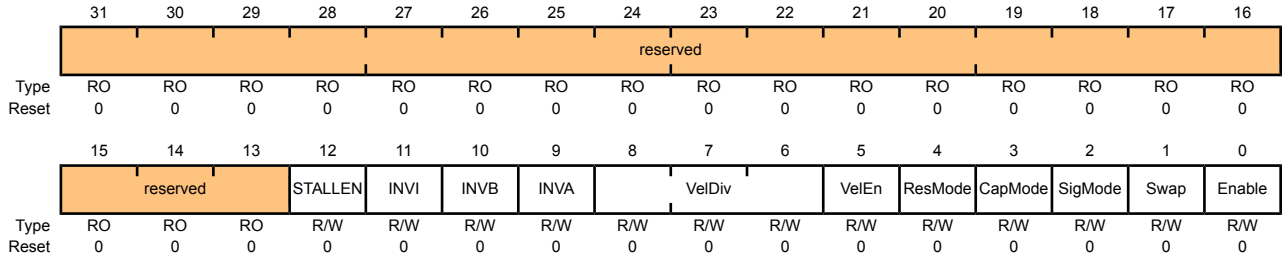 31 30 29 28 27 26 25 24 23 22 21 20 19 18 17 16
reserved
Type RO RO RO RO RO RO RO RO RO RO RO RO RO RO RO RO
Reset 0 0 0 0 0 0 0 0 0 0 0 0 0 0 0 0
15 14 13 12 11 10 9 8 7 6 5 4 3 2 1 0
reserved STALLEN INVI INVB INVA VelDiv VelEn ResMode CapMode SigMode Swap Enable
Type RO RO RO R/W R/W R/W R/W R/W R/W R/W R/W R/W R/W R/W R/W R/W
Reset 0 0 0 0 0 0 0 0 0 0 0 0 0 0 0 0